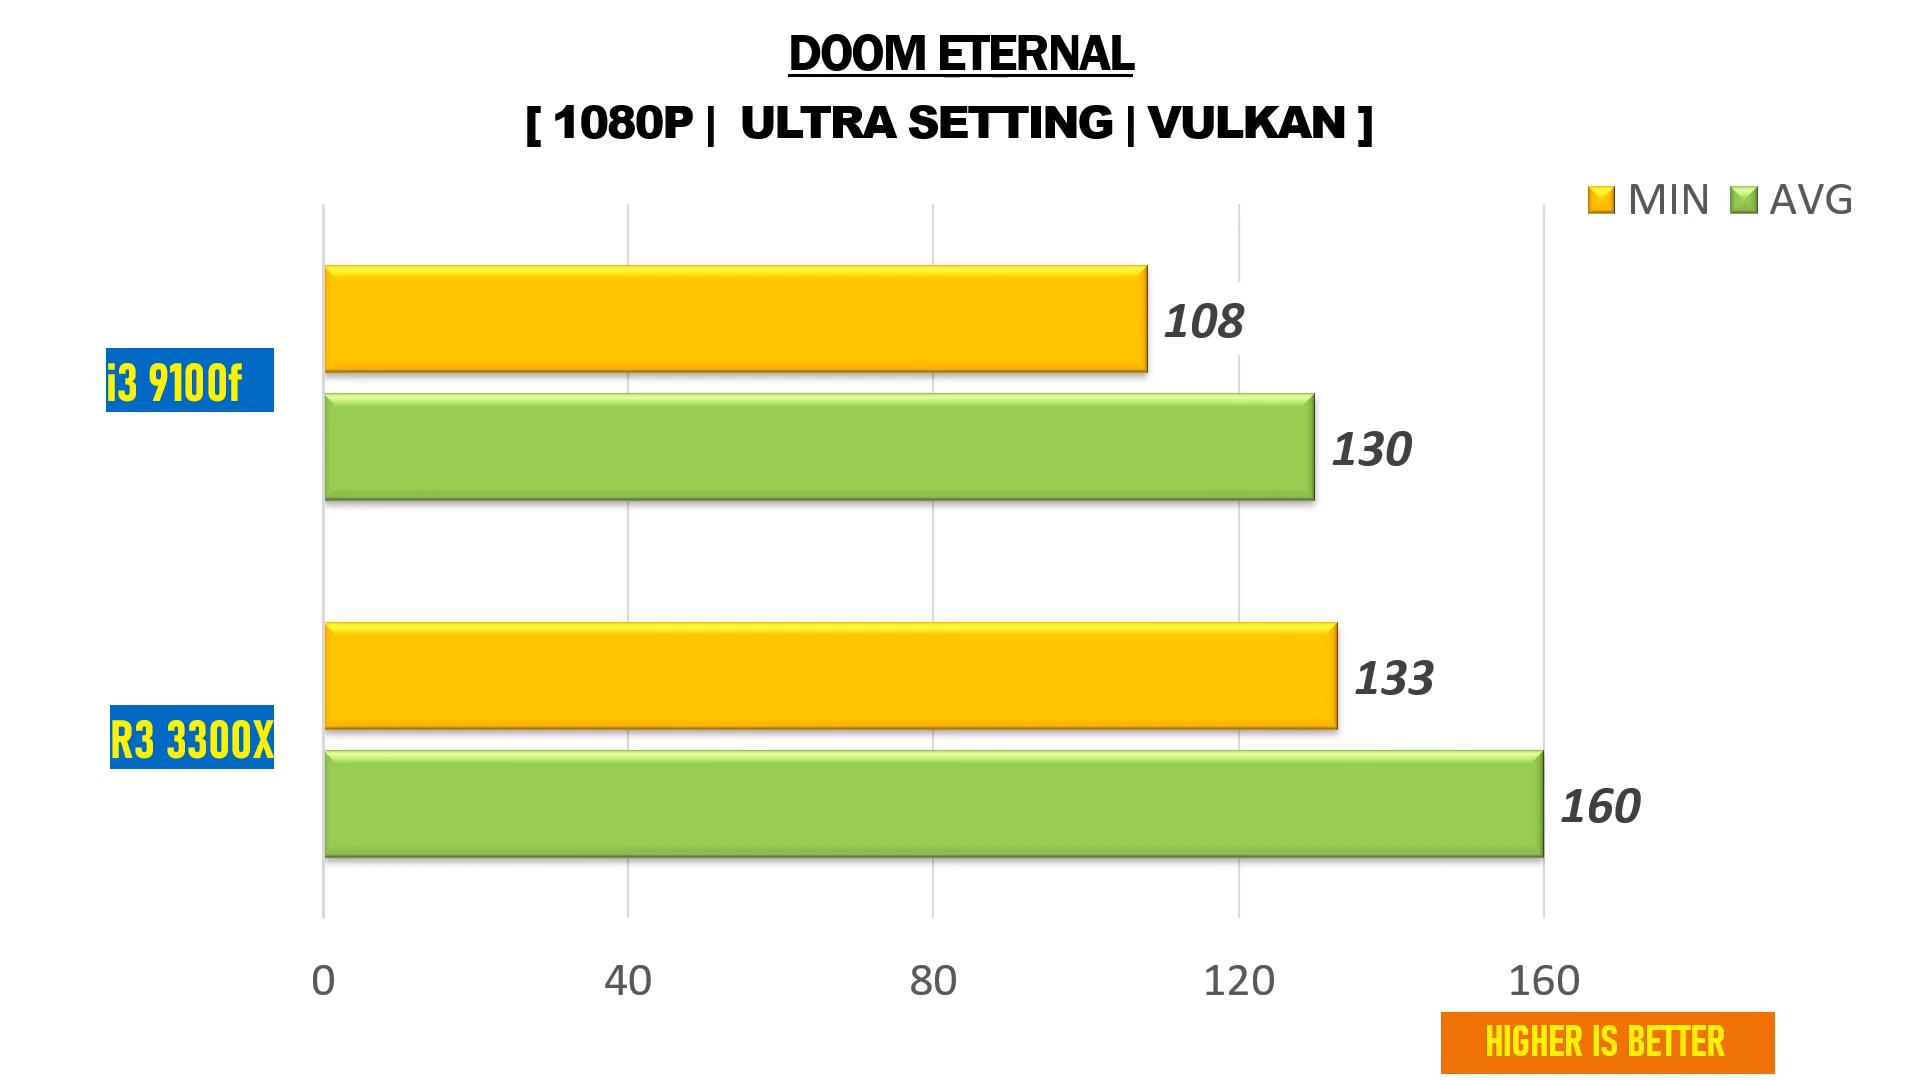 DOOM ETERNAL
[ 1080P | ULTRA SETTING | VULKAN ]
MIN AVG
108
i3 9100f
130
133
R3 3300X
160
0 40 80 120 160
HIGHER IS BETTER